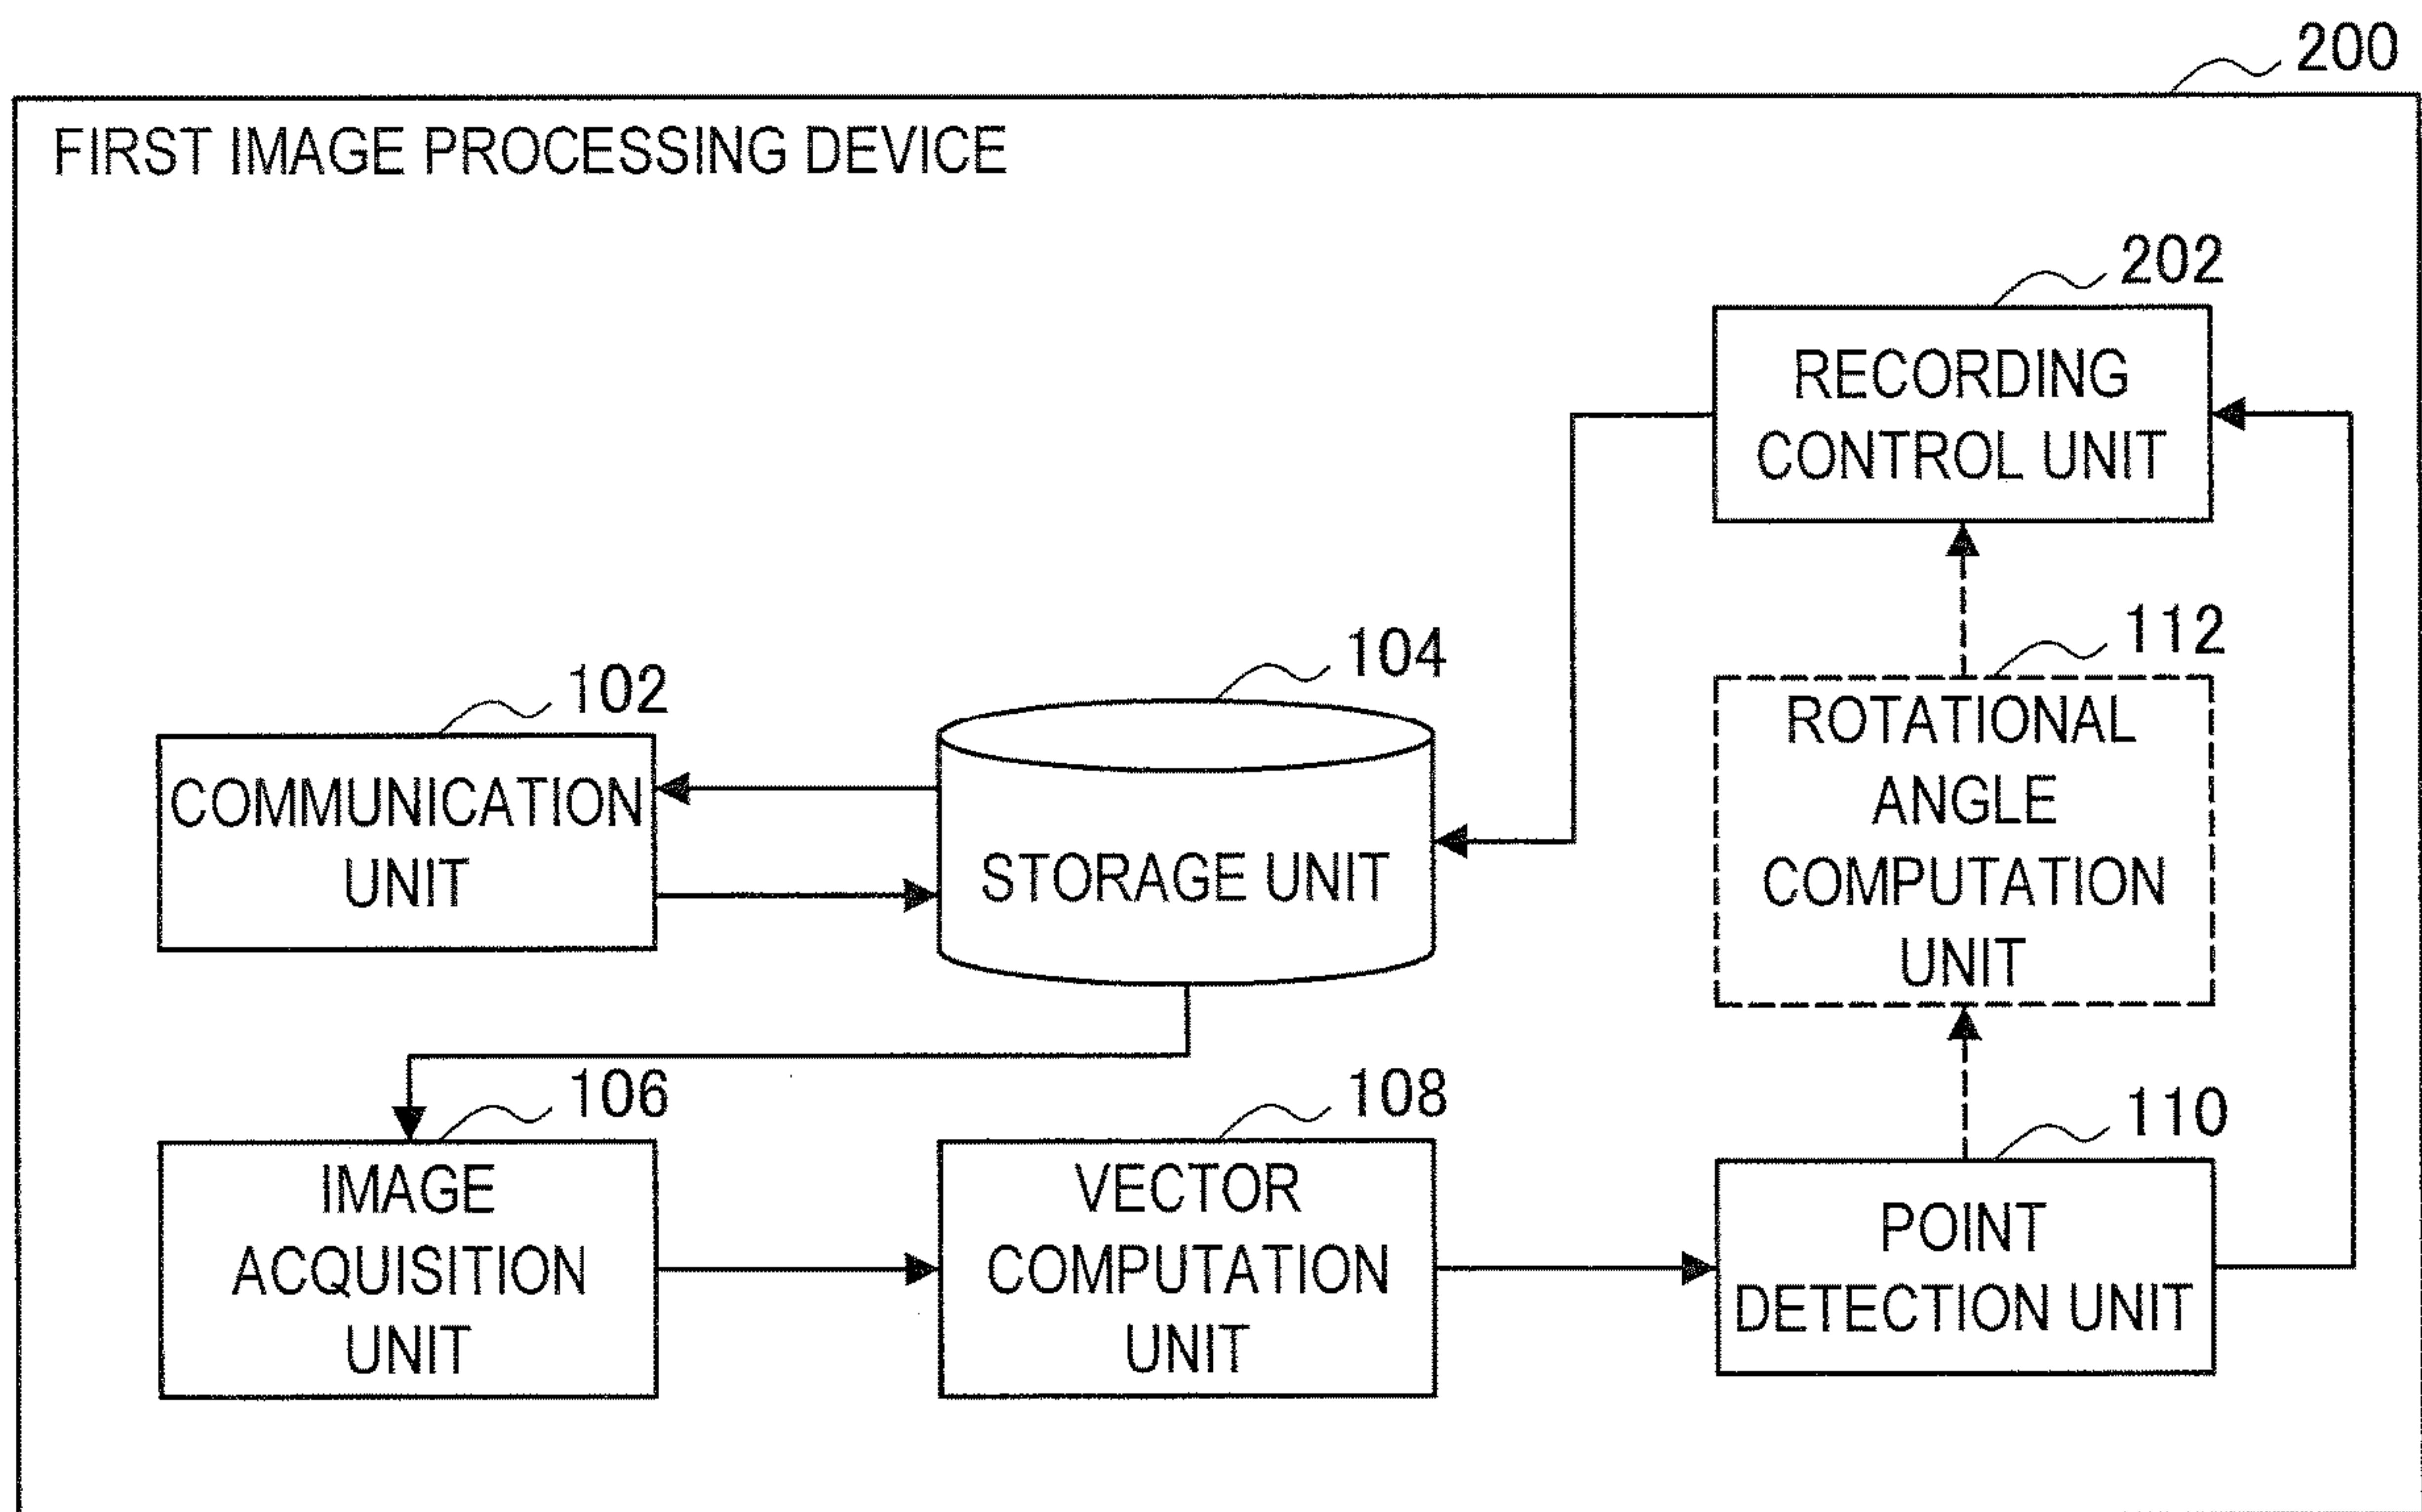 200
FIRST IMAGE PROCESSING DEVICE
202
RECORDING
CONTROL UNIT
112
ROTATIONAL
ANGLE
COMPUTATION
UNIT
104
STORAGE UNIT
102
COMMUNICATION
UNIT
106
IMAGE
ACQUISITION
UNIT
108
VECTOR
COMPUTATION
UNIT
110
POINT
DETECTION UNIT